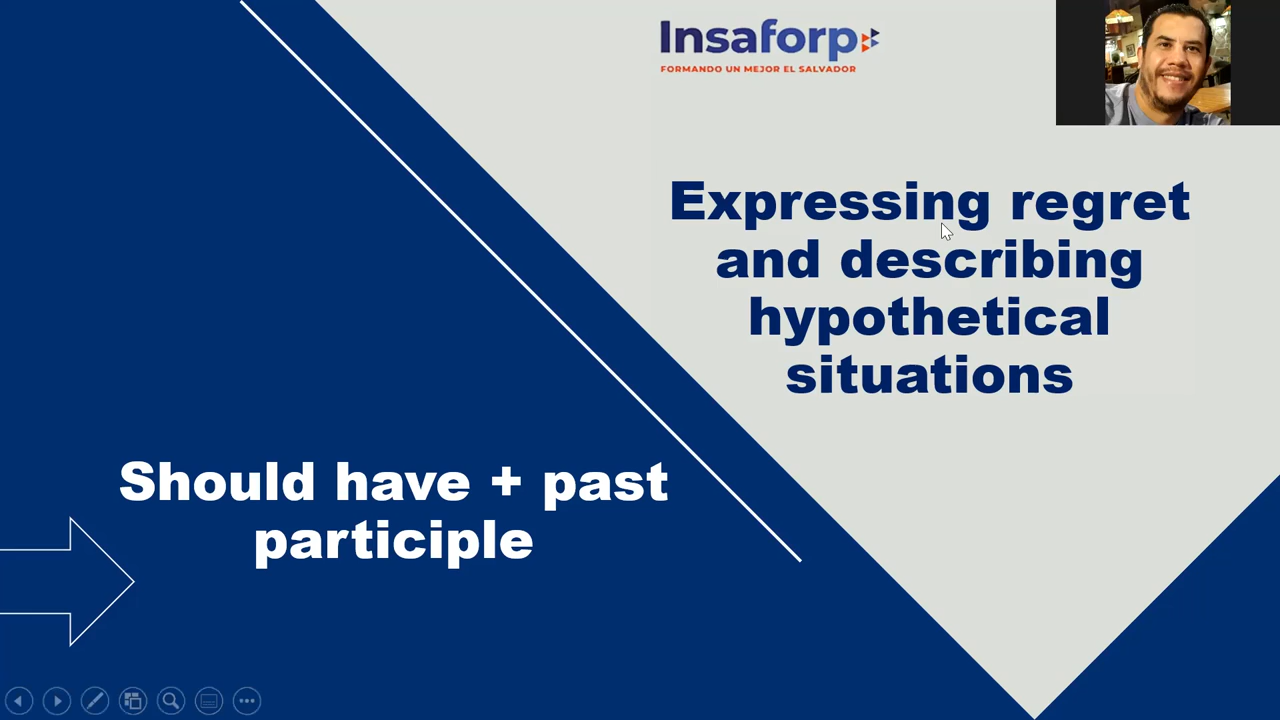 Insaforp
FORMANDO UN MEJOR EL SALVADOR
Expressing regret
and describing
hypothetical
situations
Should have + past
participle